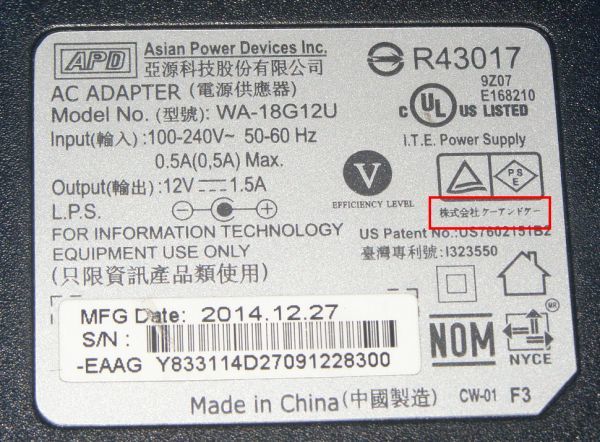 APD Asian Power Devices Inc.
亞源科技股份有限公司
R43017
AC ADAPTER (電源供應器)
9Z07
E168210
Model No. (型號): WA-18G12U
C UL US LISTED
Input(輸入):100-240V~ 50-60 Hz
0.5A(0,5A) Max.
I.T.E. Power Supply
Output(輸出):12V⎓1.5A
V
PSE
EFFICIENCY LEVEL
株式会社 ケーアンドケー
L.P.S.
US Patent No.:US7602151B2
FOR INFORMATION TECHNOLOGY
EQUIPMENT USE ONLY
臺灣專利號:I323550
(只限資訊產品類使用)
MFG Date: 2014.12.27
S/N :
-EAAG Y833114D27091228300
NOM
MR
NYCE
Made in China(中國製造)
CW-01 F3